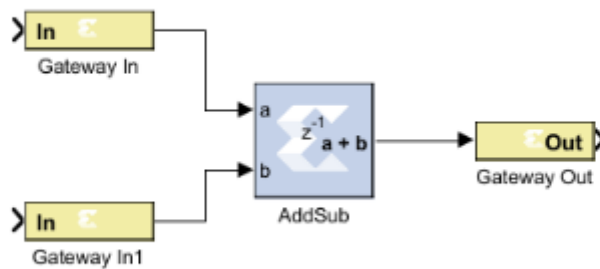 In
Gateway In
a
z-1
a + b
b
Out
Gateway Out
AddSub
In
Gateway In1